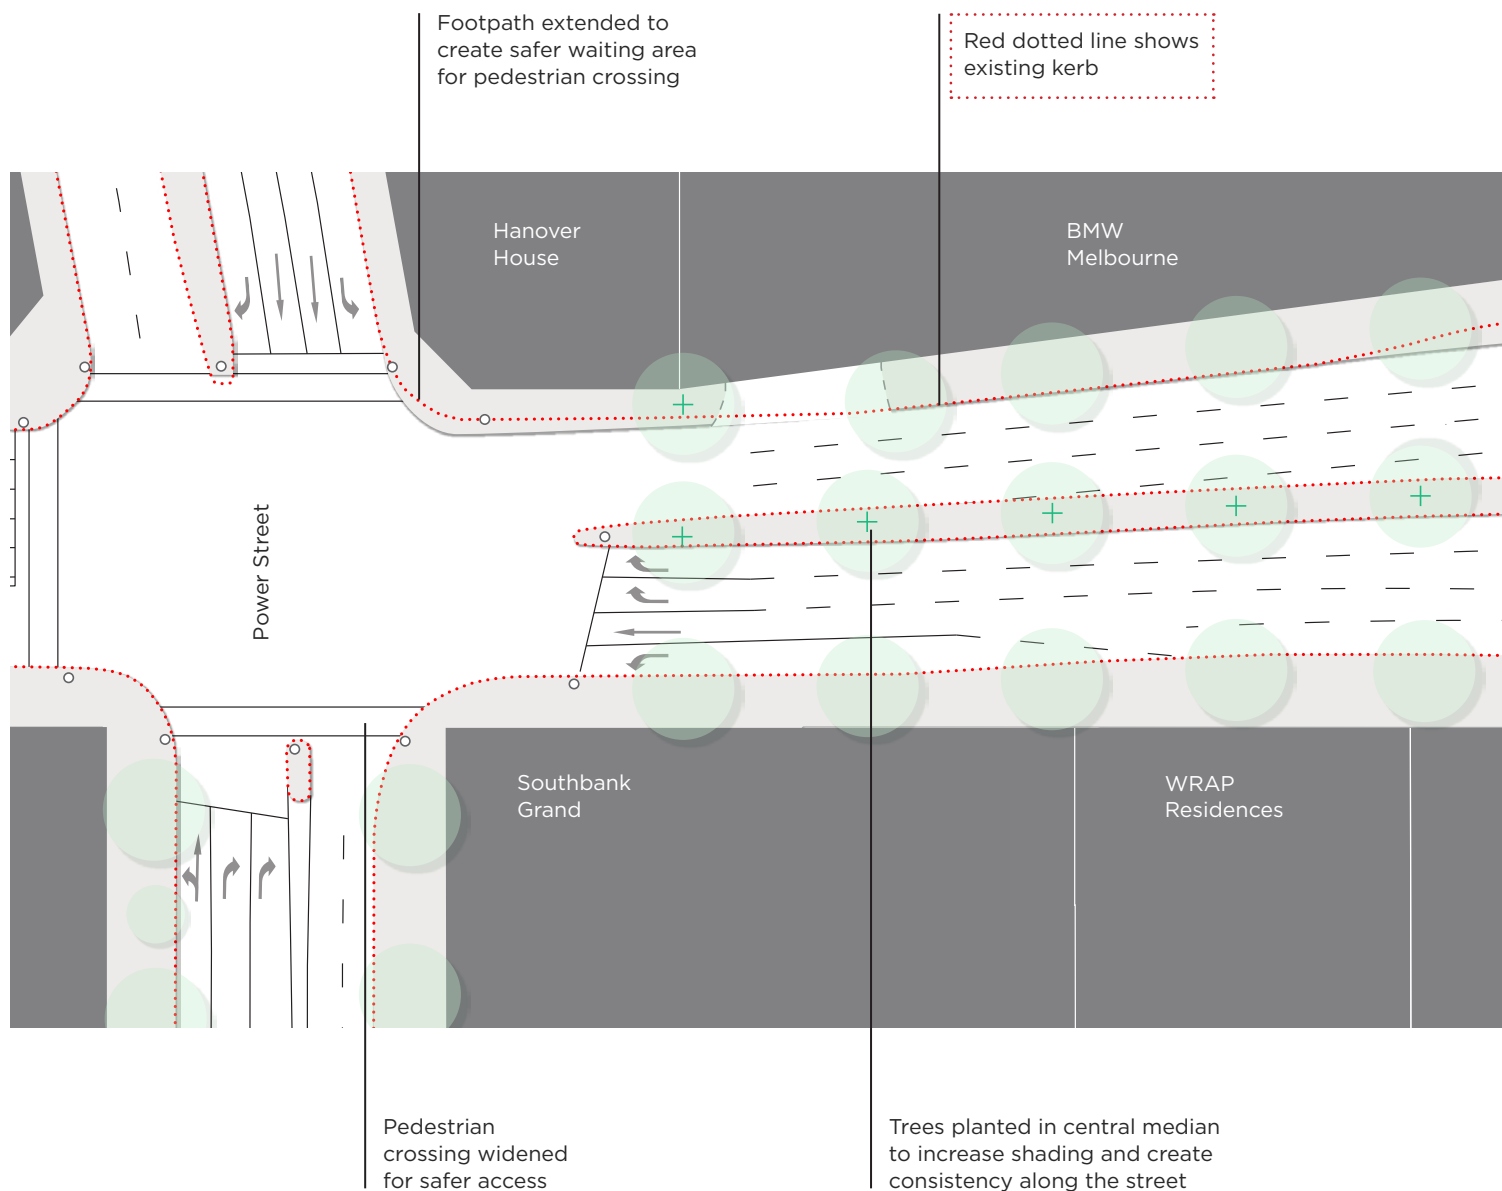 Footpath extended to
create safer waiting area
for pedestrian crossing
Red dotted line shows
existing kerb
Hanover
House
BMW
Melbourne
Power Street
Southbank
Grand
WRAP
Residences
Pedestrian
crossing widened
for safer access
Trees planted in central median
to increase shading and create
consistency along the street